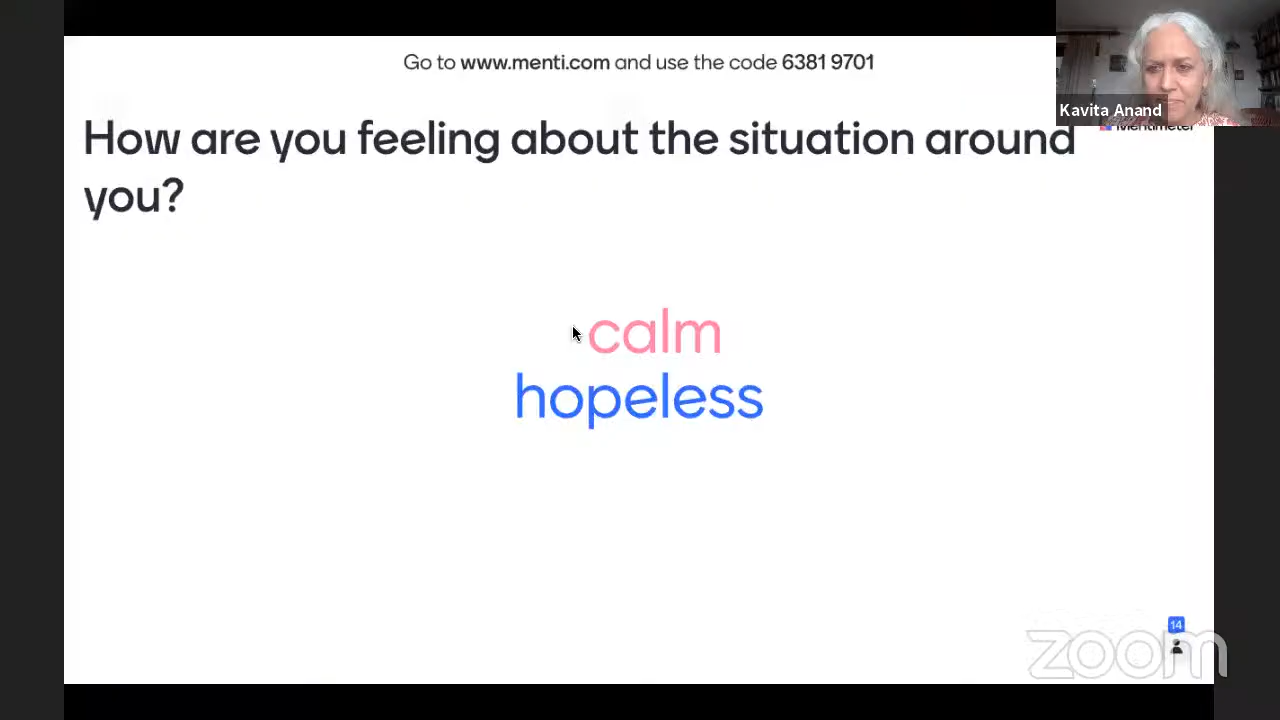 Go to www.menti.com and use the code 6381 9701
Kavita Anand
Mentimeter
How are you feeling about the situation around
you?
calm
hopeless
14
zoom